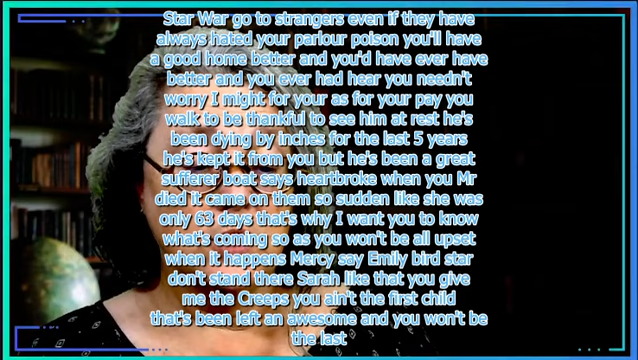 Star War go to strangers even if they have
always hated your parlour poison you'll have
a good home better and you'd have ever have
better and you ever had hear you needn't
worry I might for your as for your pay you
walk to be thankful to see him at rest he's
been dying by inches for the last 5 years
he's kept it from you but he's been a great
sufferer boat says heartbroke when you Mr
died it came on them so sudden like she was
only 63 days that's why I want you to know
what's coming so as you won't be all upset
when it happens Mercy say Emily bird star
don't stand there Sarah like that you give
me the Creeps you ain't the first child
that's been left an awesome and you won't be
the last